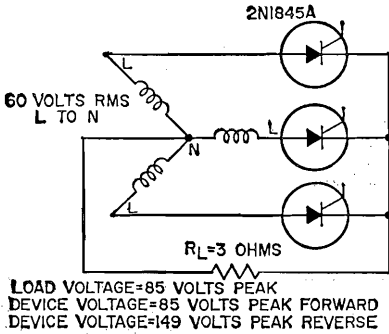 2N1845A
L
60 VOLTS RMS
L TO N
N
L
L
RL=3 OHMS
LOAD VOLTAGE=85 VOLTS PEAK
DEVICE VOLTAGE=85 VOLTS PEAK FORWARD
DEVICE VOLTAGE=149 VOLTS PEAK REVERSE